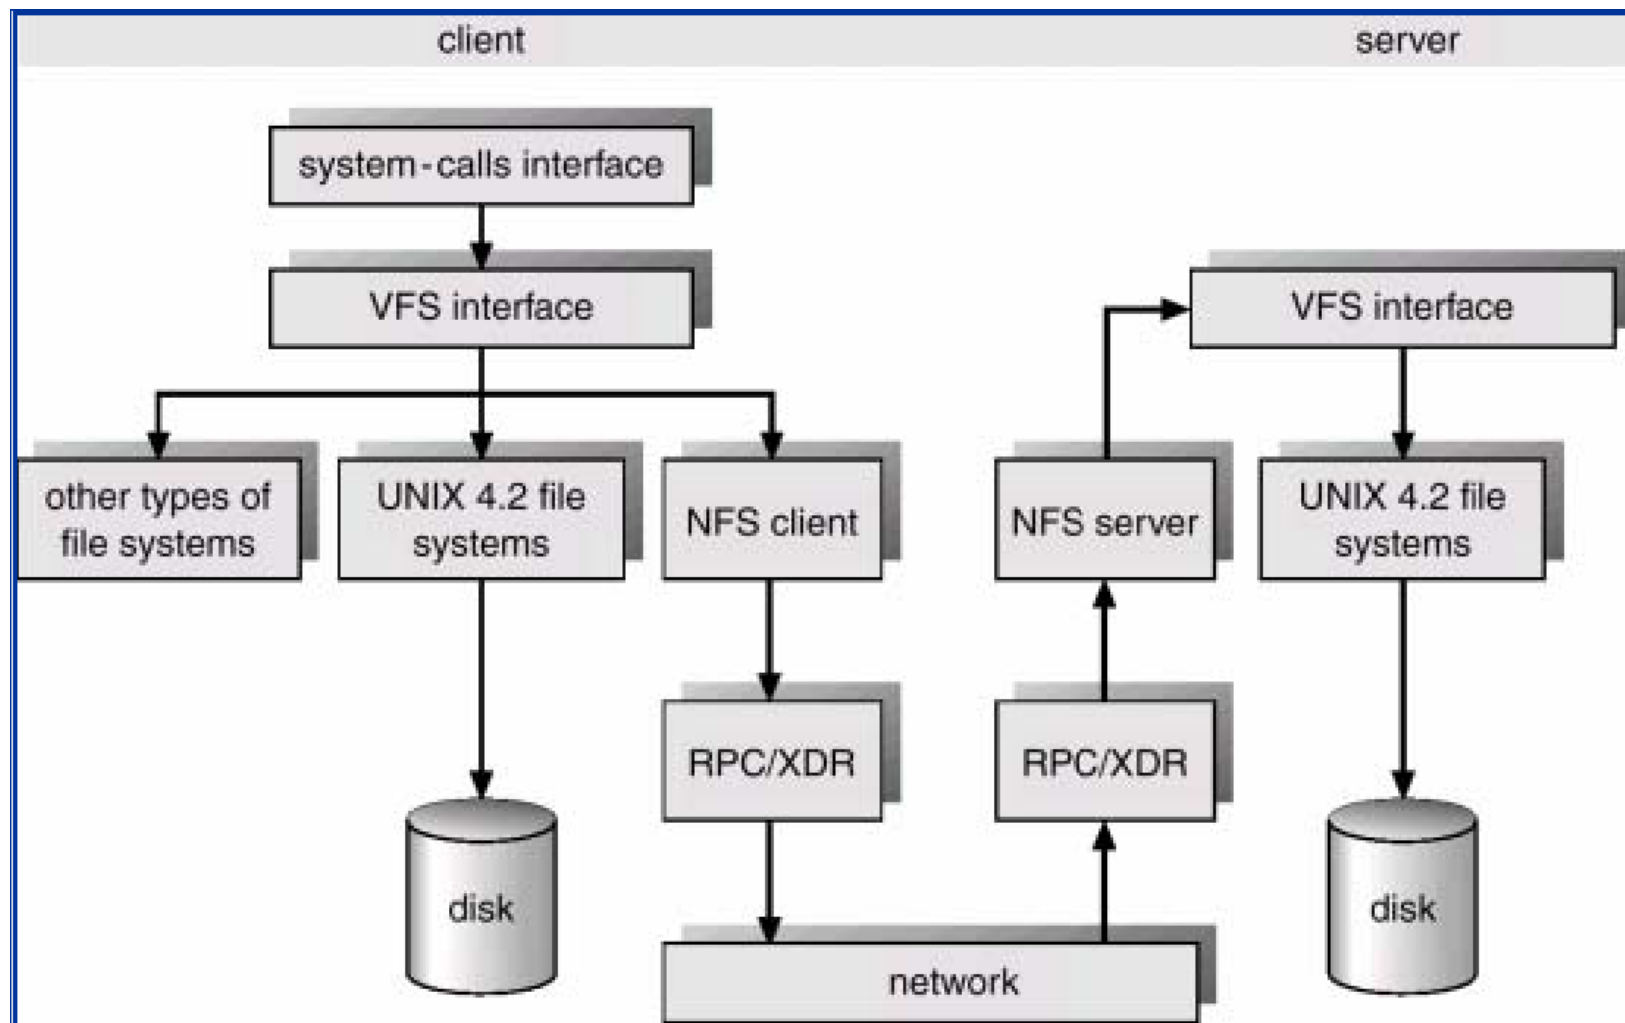 client
server
system-calls interface
VFS interface
VFS interface
other types of
file systems
UNIX 4.2 file
systems
NFS client
NFS server
UNIX 4.2 file
systems
RPC/XDR
RPC/XDR
disk
disk
network